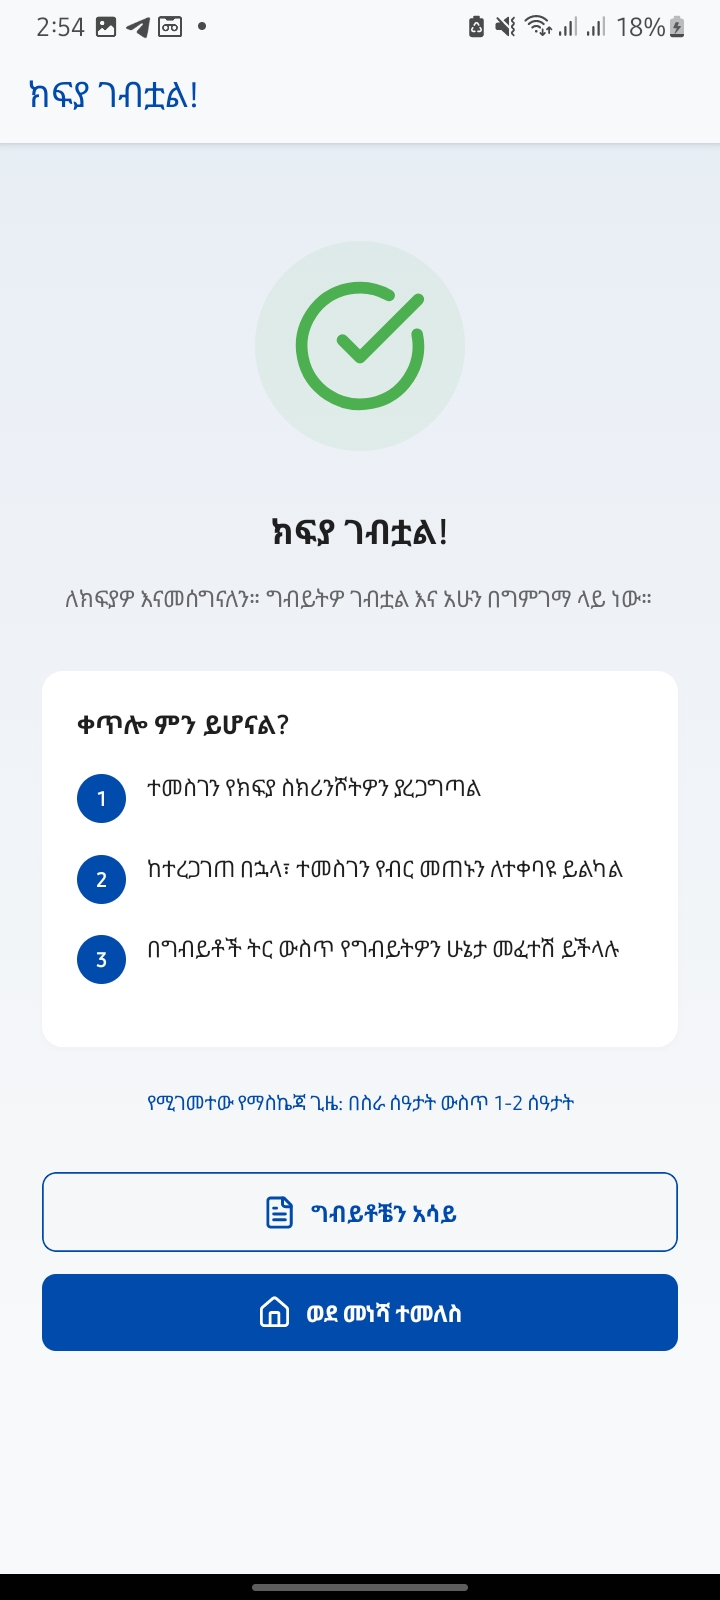 2:54
18%
ክፍያ ገብቷል!
ክፍያ ገብቷል!
ለክፍያዎ እናመሰግናለን። ግብይትዎ ገብቷል እና አሁን በግምገማ ላይ ነው።
ቀጥሎ ምን ይሆናል?
1 ተመስገን የክፍያ ስክሪንሾትዎን ያረጋግጣል
2 ከተረጋገጠ በኋላ፣ ተመስገን የብር መጠኑን ለተቀባዩ ይልካል
3 በግብይቶች ትር ውስጥ የግብይትዎን ሁኔታ መፈተሽ ይችላሉ
የሚገመተው የማስኬጃ ጊዜ: በስራ ሰዓታት ውስጥ 1-2 ሰዓታት
ግብይቶቼን አሳይ
ወደ መነሻ ተመለስ